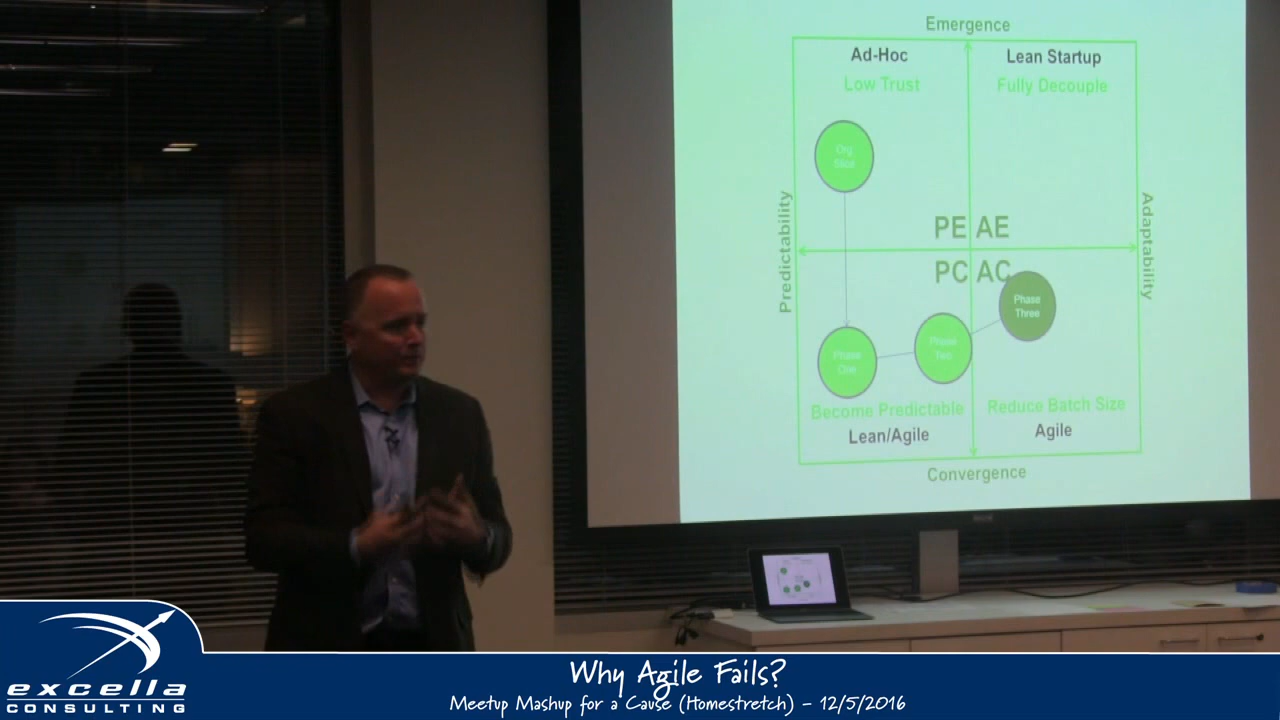 Emergence
Ad-Hoc
Lean Startup
Low Trust
Fully Decouple
Org
Slice
Predictability
Adaptability
PE AE
PC AC
Phase
Three
Phase
Two
Phase
One
Become Predictable
Reduce Batch Size
Lean/Agile
Agile
Convergence
excella
CONSULTING
Why Agile Fails?
Meetup Mashup for a Cause (Homestretch) - 12/5/2016